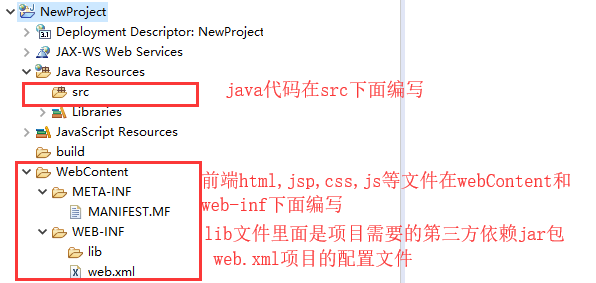 NewProject
Deployment Descriptor: NewProject
JAX-WS Web Services
Java Resources
src
java代码在src下面编写
Libraries
JavaScript Resources
build
WebContent
前端html,jsp,css,js等文件在webContent和
META-INF
web-inf下面编写
MANIFEST.MF
WEB-INF
lib文件里面是项目需要的第三方依赖jar包
lib
web.xml项目的配置文件
web.xml